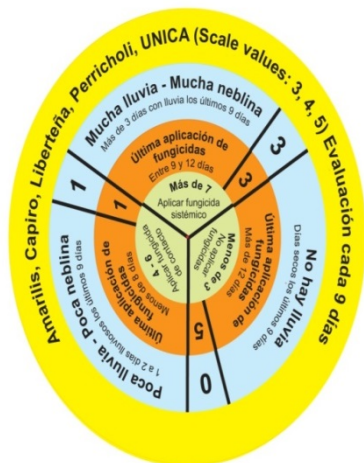 Amarilis, Capiro, Liberteña, Perricholi, UNICA (Scale values: 3, 4, 5) Evaluación cada 9 días
Mucha lluvia - Mucha neblina
Más de 3 días con lluvia los últimos 9 días
3
Última aplicación de
fungicidas
Entre 9 y 12 días
3
Más de 7
Aplicar fungicida
sistémico
No hay lluvia
Días secos los últimos 9 días
0
Última aplicación de
fungicidas
Más de 12 días
5
Menos de 3
No aplicar
fungicidas
Poca lluvia - Poca neblina
1 a 2 días lluviosos los últimos 9 días
1
Última aplicación de
fungicidas
Menos de 8 días
1
4 - 6
Aplicar fungicida
de contacto